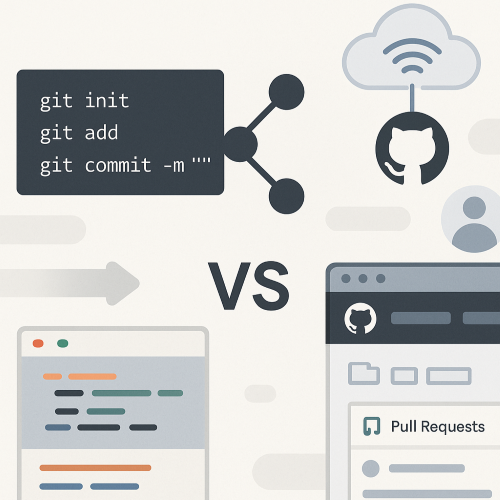 git init
git add
git commit -m ""
VS
Pull Requests